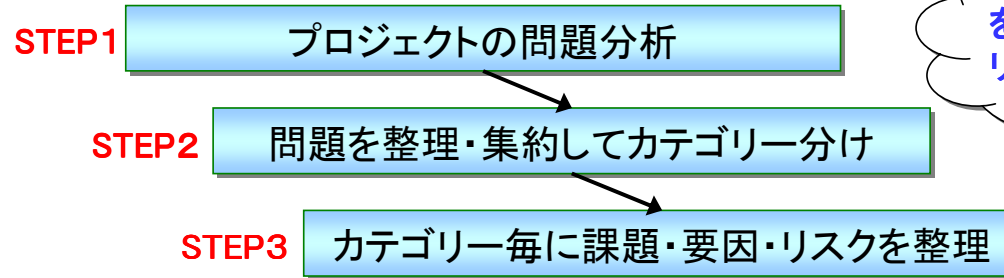 STEP1 プロジェクトの問題分析
を
リ
STEP2 問題を整理・集約してカテゴリー分け
STEP3 カテゴリー毎に課題・要因・リスクを整理